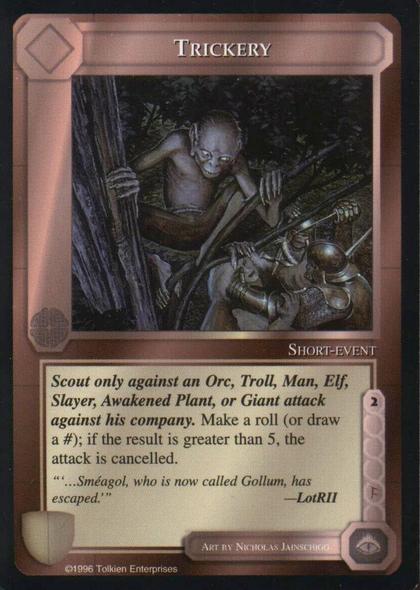 TRICKERY
SHORT-EVENT
Scout only against an Orc, Troll, Man, Elf,
Slayer, Awakened Plant, or Giant attack
against his company. Make a roll (or draw
a #); if the result is greater than 5, the
attack is cancelled.
“‘…Sméagol, who is now called Gollum, has
escaped.’” —LotRII
2
F
ART BY NICHOLAS JAINSCHIGG
©1996 Tolkien Enterprises